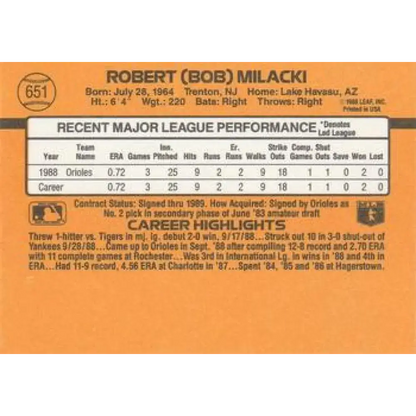 651
ROBERT (BOB) MILACKI
Born: July 28, 1964 Trenton, NJ Home: Lake Havasu, AZ
Ht.: 6'4" Wgt.: 220 Bats: Right Throws: Right
©1988 LEAF, INC.
Printed in USA
RECENT MAJOR LEAGUE PERFORMANCE *Denotes Led League
Year Team Name ERA Games Inn. Pitched Hits Runs Er. Runs Walks Strike Outs Comp. Games Shut Outs Save Won Lost
1988 Orioles 0.72 3 25 9 2 2 9 18 1 1 0 2 0
Career 0.72 3 25 9 2 2 9 18 1 1 0 2 0
Contract Status: Signed thru 1989. How Acquired: Signed by Orioles as
No. 2 pick in secondary phase of June '83 amateur draft
CAREER HIGHLIGHTS
Threw 1-hitter vs. Tigers in mj. lg. debut 2-0 win, 9/17/88...Struck out 10 in 3-0 shut-out of
Yankees 9/28/88...Came up to Orioles in Sept. '88 after compiling 12-8 record and 2.70 ERA
with 11 complete games at Rochester...Was 3rd in International Lg. in wins in '88 and 4th in
ERA...Had 11-9 record, 4.56 ERA at Charlotte in '87...Spent '84, '85 and '86 at Hagerstown.